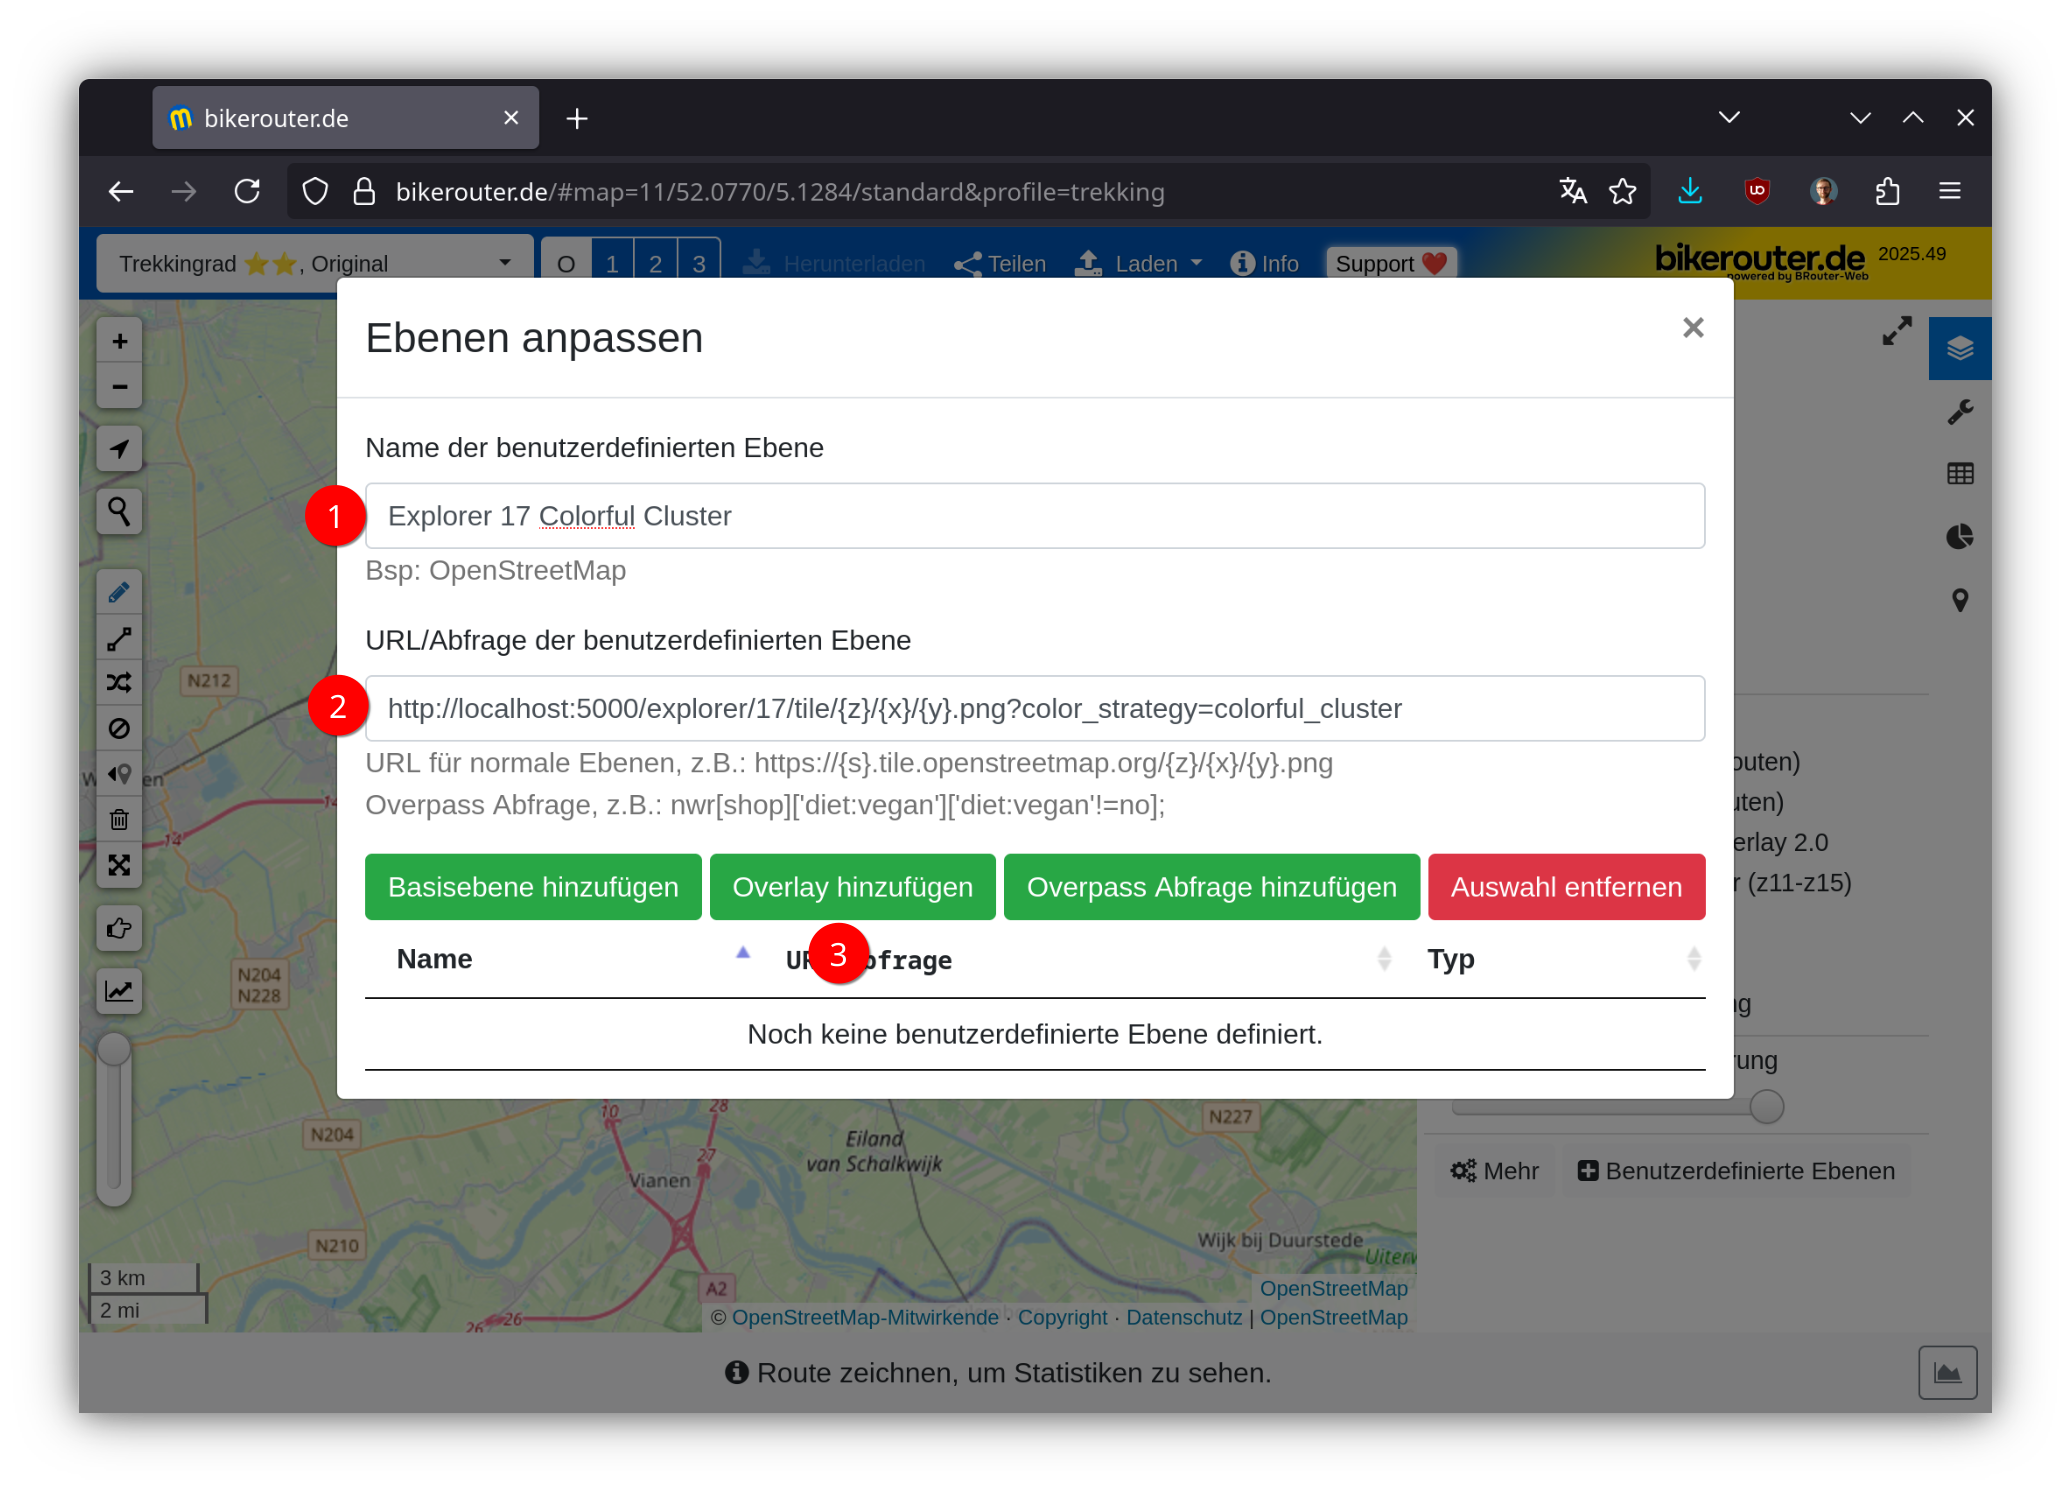 bikerouter.de
bikerouter.de/#map=11/52.0770/5.1284/standard&profile=trekking
Trekkingrad ⭐⭐, Original
O 1 2 3
Herunterladen
Teilen
Laden
Info
Support ❤️
bikerouter.de 2025.49
powered by BRouter-Web
Ebenen anpassen
Name der benutzerdefinierten Ebene
1
Explorer 17 Colorful Cluster
Bsp: OpenStreetMap
URL/Abfrage der benutzerdefinierten Ebene
2
http://localhost:5000/explorer/17/tile/{z}/{x}/{y}.png?color_strategy=colorful_cluster
URL für normale Ebenen, z.B.: https://{s}.tile.openstreetmap.org/{z}/{x}/{y}.png
Overpass Abfrage, z.B.: nwr[shop]['diet:vegan']['diet:vegan'!=no];
Basisebene hinzufügen
Overlay hinzufügen
Overpass Abfrage hinzufügen
Auswahl entfernen
3
Name
Typ
Noch keine benutzerdefinierte Ebene definiert.
outen)
uten)
erlay 2.0
r (z11-z15)
ng
rung
Mehr
Benutzerdefinierte Ebenen
N212
14
N204
N228
N204
N210
10
28
27
Vianen
Eiland
van Schalkwijk
N227
Wijk bij Duurstede
A2
26
26
3 km
2 mi
OpenStreetMap
© OpenStreetMap-Mitwirkende · Copyright · Datenschutz | OpenStreetMap
Route zeichnen, um Statistiken zu sehen.